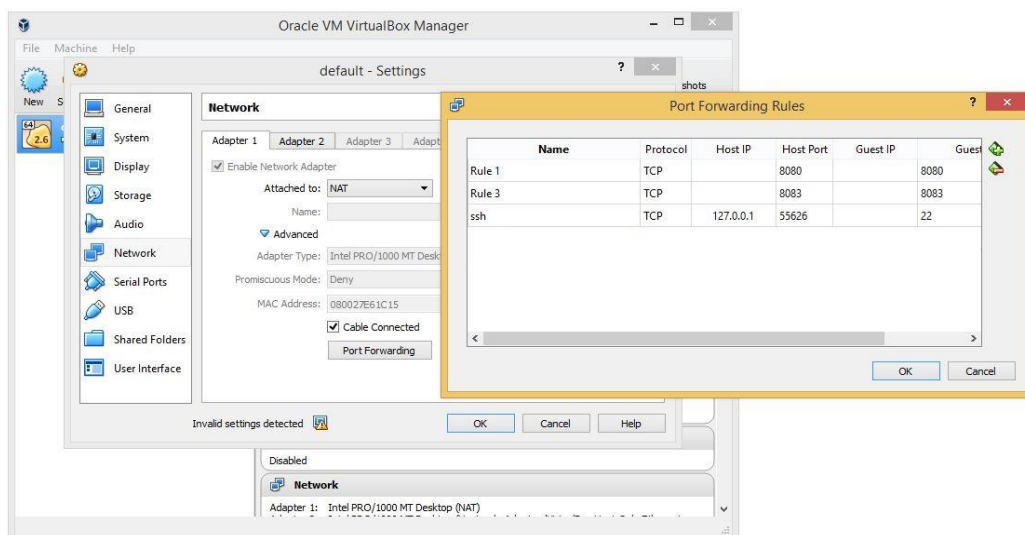 Oracle VM VirtualBox Manager
File Machine Help
New S
shots
64
2.6
default - Settings
?
General
System
Display
Storage
Audio
Network
Serial Ports
USB
Shared Folders
User Interface
Network
Adapter 1 Adapter 2 Adapter 3 Adapt
Enable Network Adapter
Attached to: NAT
Name:
Advanced
Adapter Type: Intel PRO/1000 MT Desk
Promiscuous Mode: Deny
MAC Address: 080027E61C15
Cable Connected
Port Forwarding
Invalid settings detected
OK Cancel Help
Port Forwarding Rules
?
Name Protocol Host IP Host Port Guest IP Guest
Rule 1 TCP 8080 8080
Rule 3 TCP 8083 8083
ssh TCP 127.0.0.1 55626 22
OK Cancel
Disabled
Network
Adapter 1: Intel PRO/1000 MT Desktop (NAT)